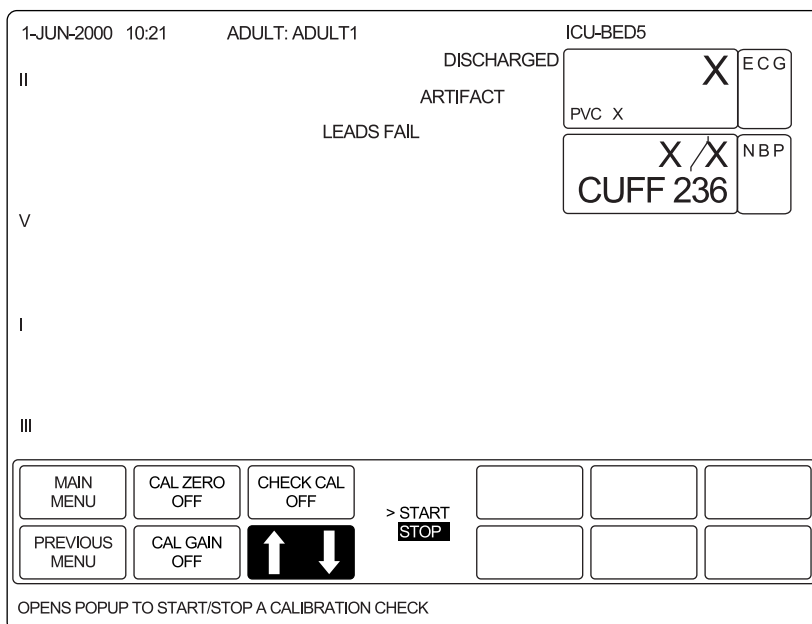 1-JUN-2000 10:21 ADULT: ADULT1 ICU-BED5
DISCHARGED
II
ARTIFACT
LEADS FAIL
X
PVC X
ECG
X /X
CUFF 236
NBP
V
I
III
MAIN
MENU
CAL ZERO
OFF
CHECK CAL
OFF
> START
STOP
PREVIOUS
MENU
CAL GAIN
OFF
OPENS POPUP TO START/STOP A CALIBRATION CHECK